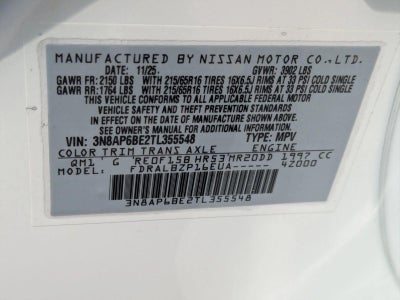 MANUFACTURED BY NISSAN MOTOR CO., LTD.
DATE: 11/25 GVWR: 3902 LBS
GAWR FR: 2150 LBS WITH 215/65R16 TIRES 16X6.5J RIMS AT 33 PSI COLD SINGLE
GAWR RR: 1764 LBS WITH 215/65R16 TIRES 16X6.5J RIMS AT 33 PSI COLD SINGLE
THIS VEHICLE CONFORMS TO ALL APPLICABLE FEDERAL MOTOR
VEHICLE SAFETY, BUMPER, AND THEFT PREVENTION STANDARDS
IN EFFECT ON THE DATE OF MANUFACTURE SHOWN ABOVE.
SEE OWNER'S MANUAL FOR ADDITIONAL INFORMATION.
VIN: 3N8AP6BE2TL355548 TYPE: MPV
COLOR TRIM TRANS AXLE ENGINE
QM1 G RE0F15B HR53 MR20DD 1997 CC
MODEL: FDRALBZP16EUA- 4Z000
3N8AP6BE2TL355548